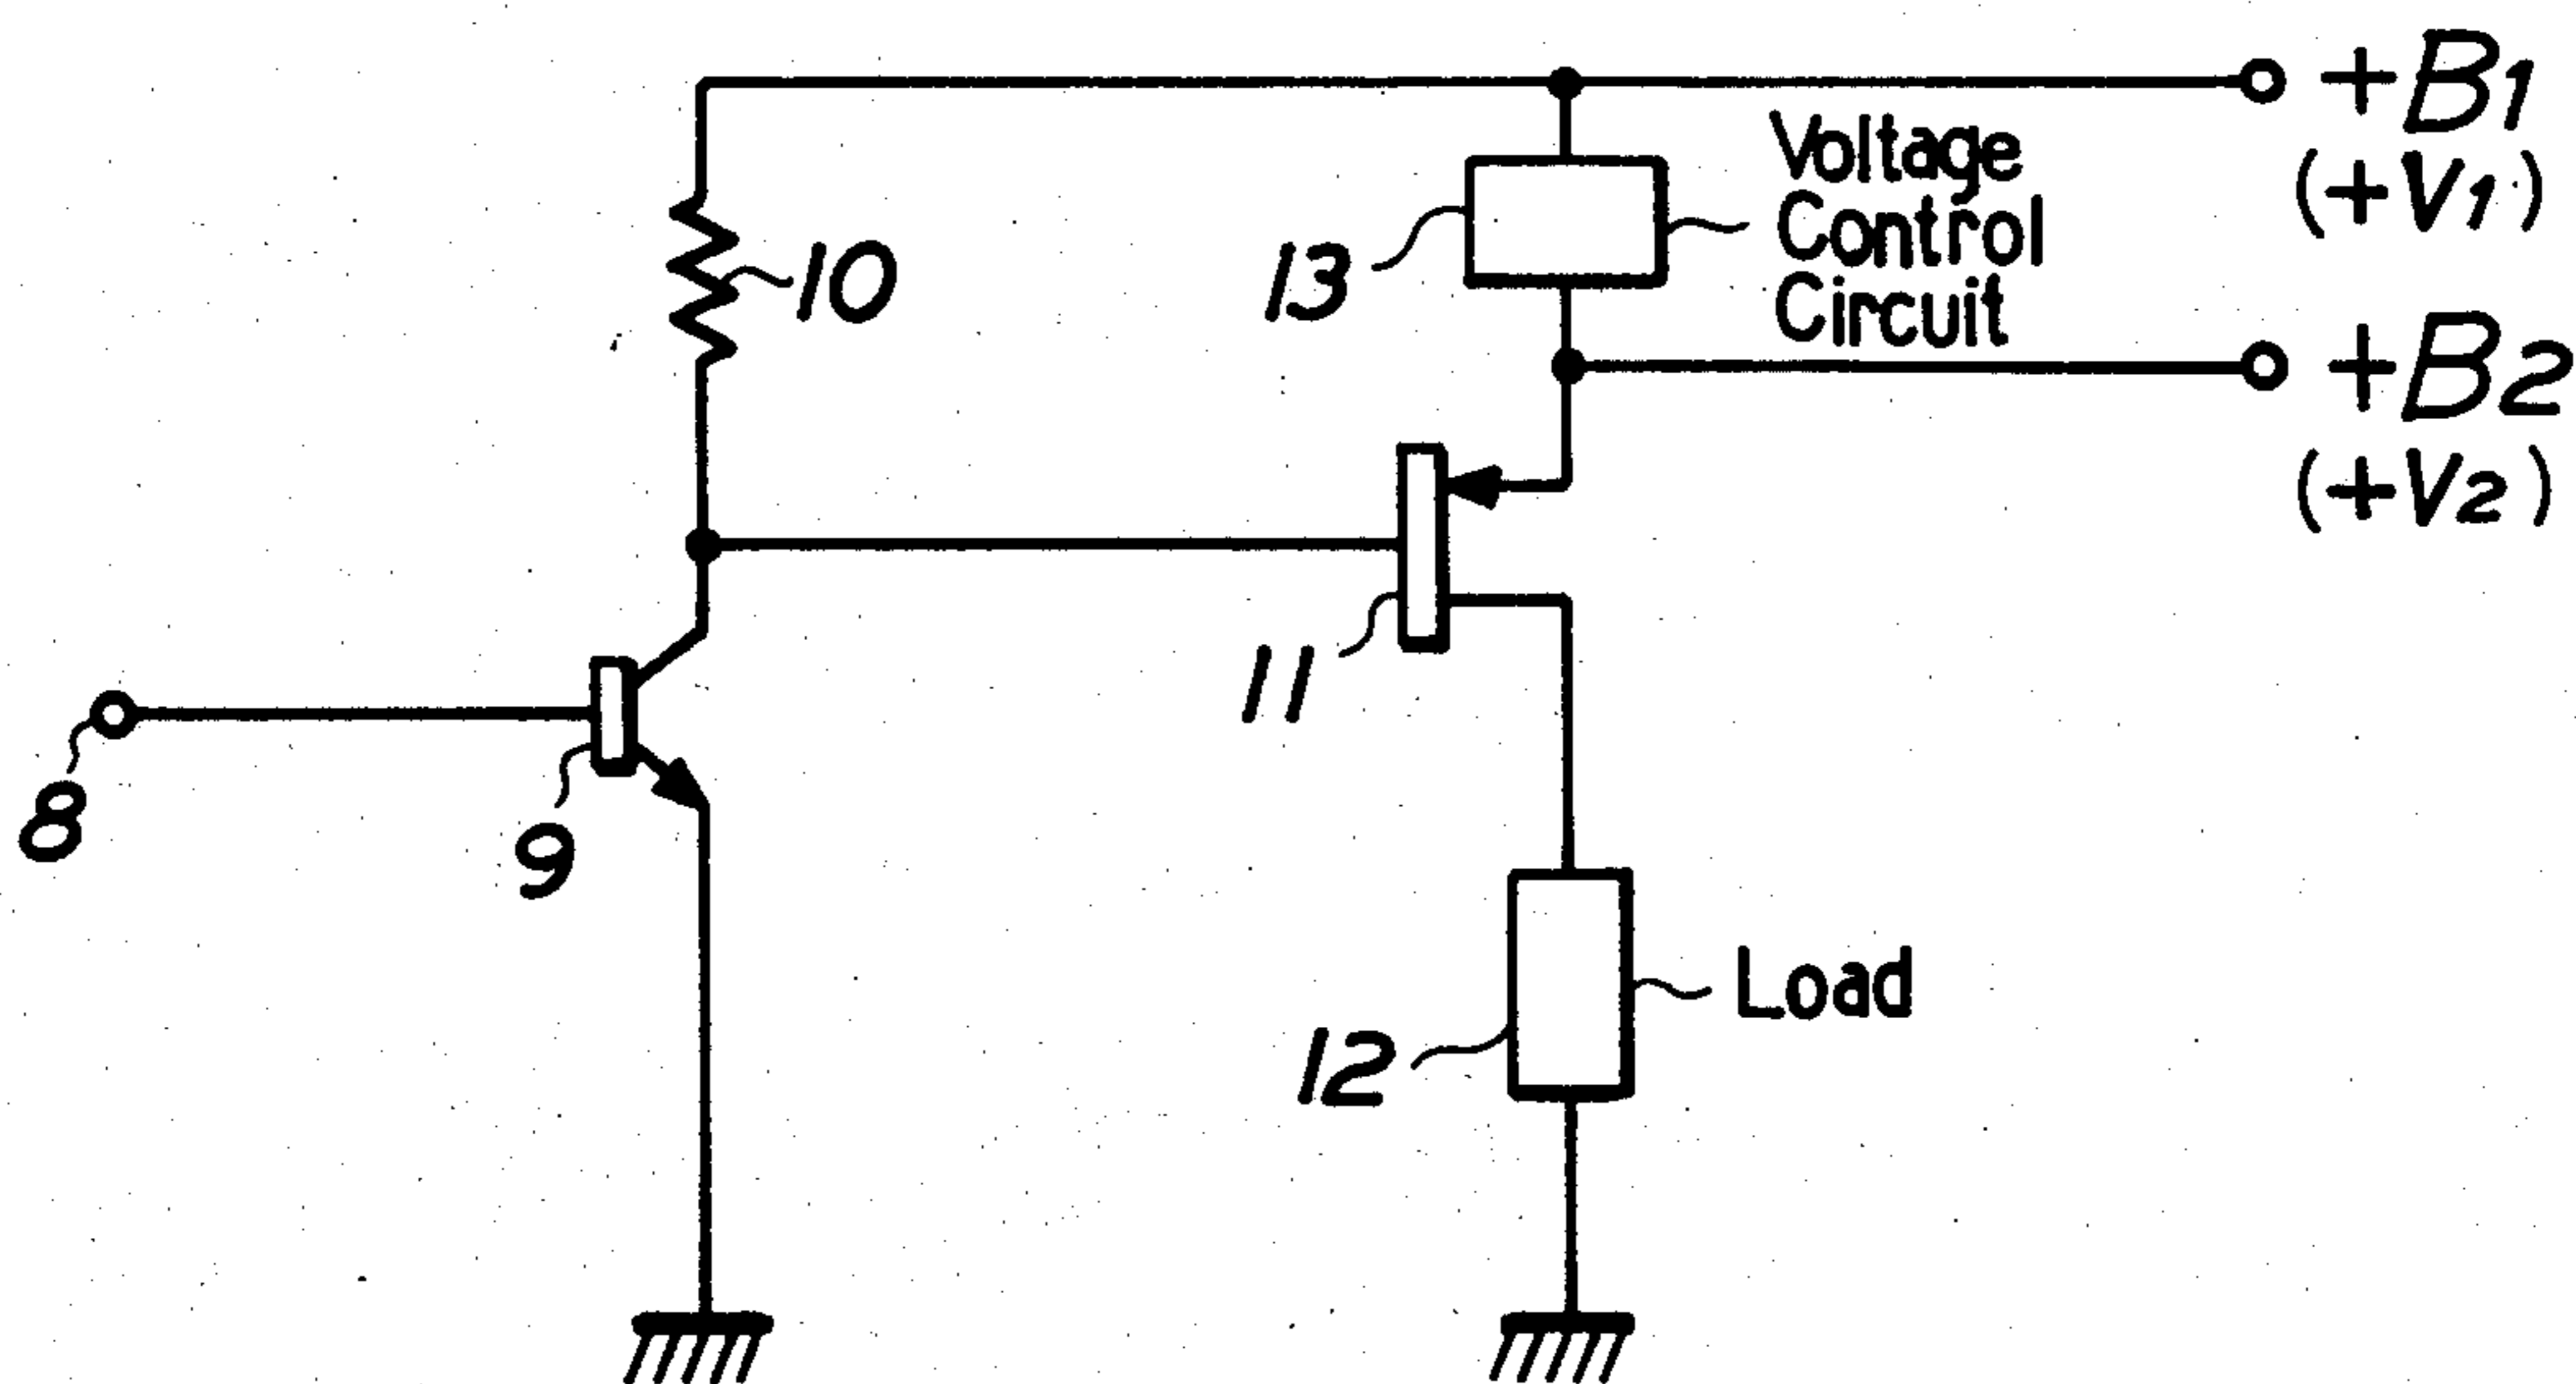 +B1
(+V1)
Voltage
Control
Circuit
13
10
+B2
(+V2)
11
8
9
Load
12